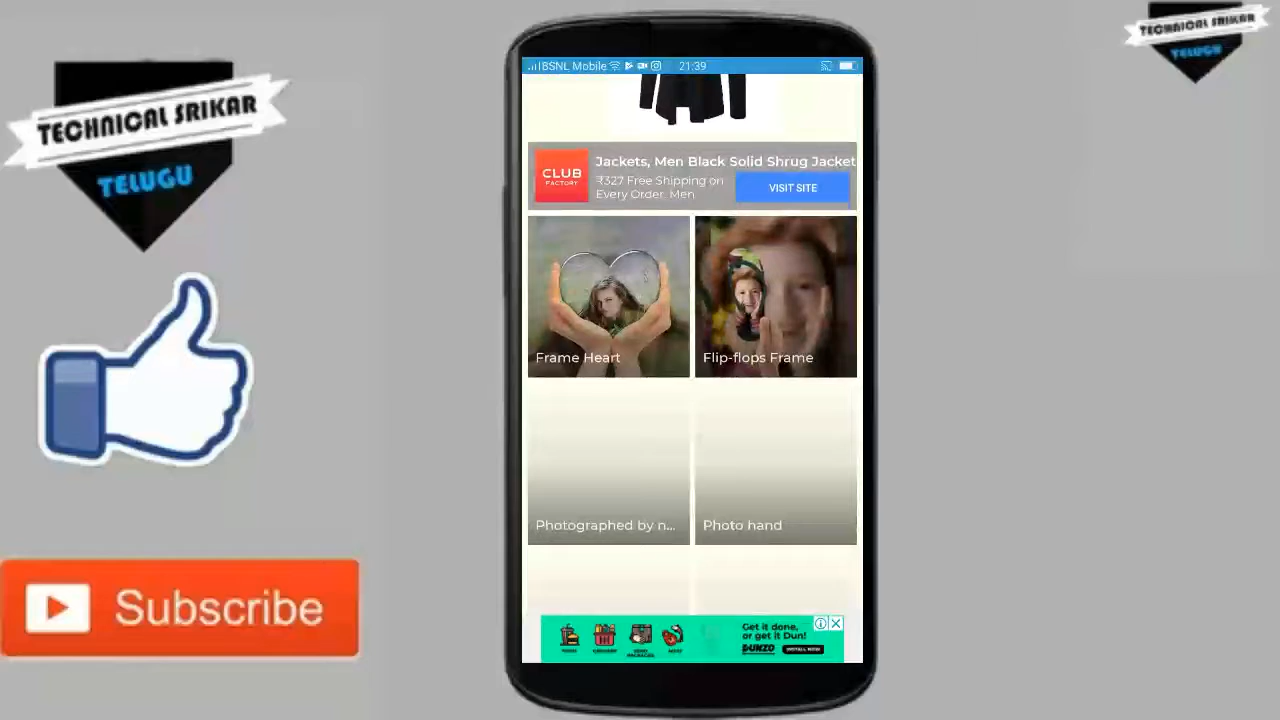 TECHNICAL SRIKAR
TELUGU
Subscribe
BSNL Mobile
21:39
CLUB
FACTORY
Jackets, Men Black Solid Shrug Jacket
₹327 Free Shipping on
Every Order. Men
VISIT SITE
Frame Heart
Flip-flops Frame
Photographed by n...
Photo hand
Get it done,
or get it Dun!
DUNZO
INSTALL NOW
TECHNICAL SRIKAR
TELUGU